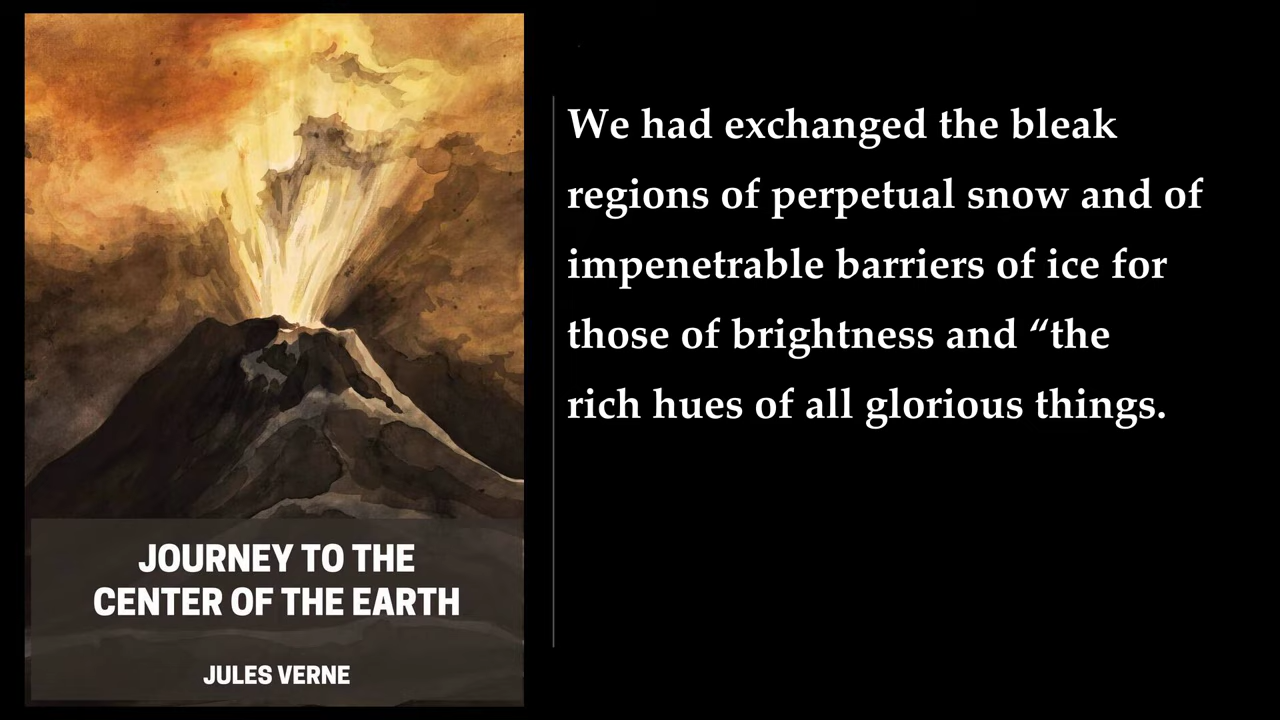 We had exchanged the bleak
regions of perpetual snow and of
impenetrable barriers of ice for
those of brightness and “the
rich hues of all glorious things.
JOURNEY TO THE
CENTER OF THE EARTH
JULES VERNE